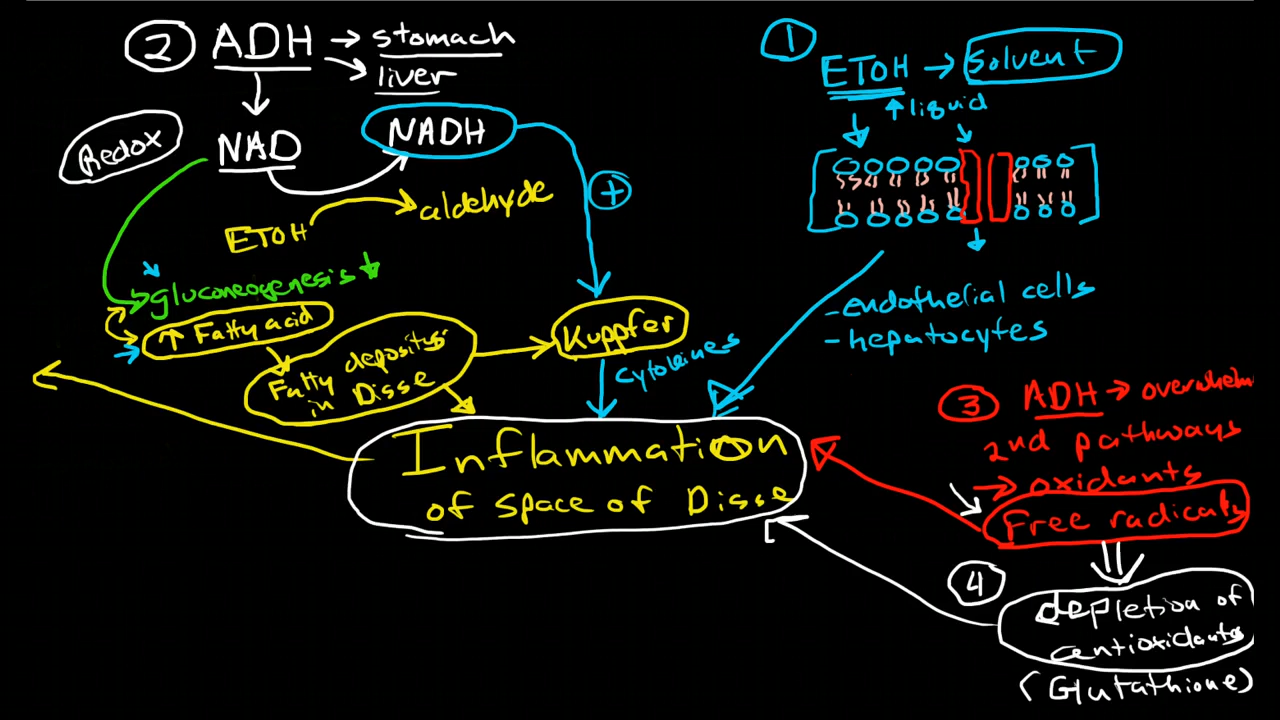 2 ADH → stomach
→ liver
Redox
NAD
NADH
+
ETOH
aldehyde
gluconeogenesis ↓
↑ Fatty acid
Fatty deposits
in Disse
Kuppfer
cytokines
1
ETOH → Solvent
↑ liquid
- endothelial cells
- hepatocytes
Inflammation
of space of Disse
3 ADH → overwhelm
2nd pathways
→ oxidants
Free radicals
4
depletion of
antioxidants
(Glutathione)